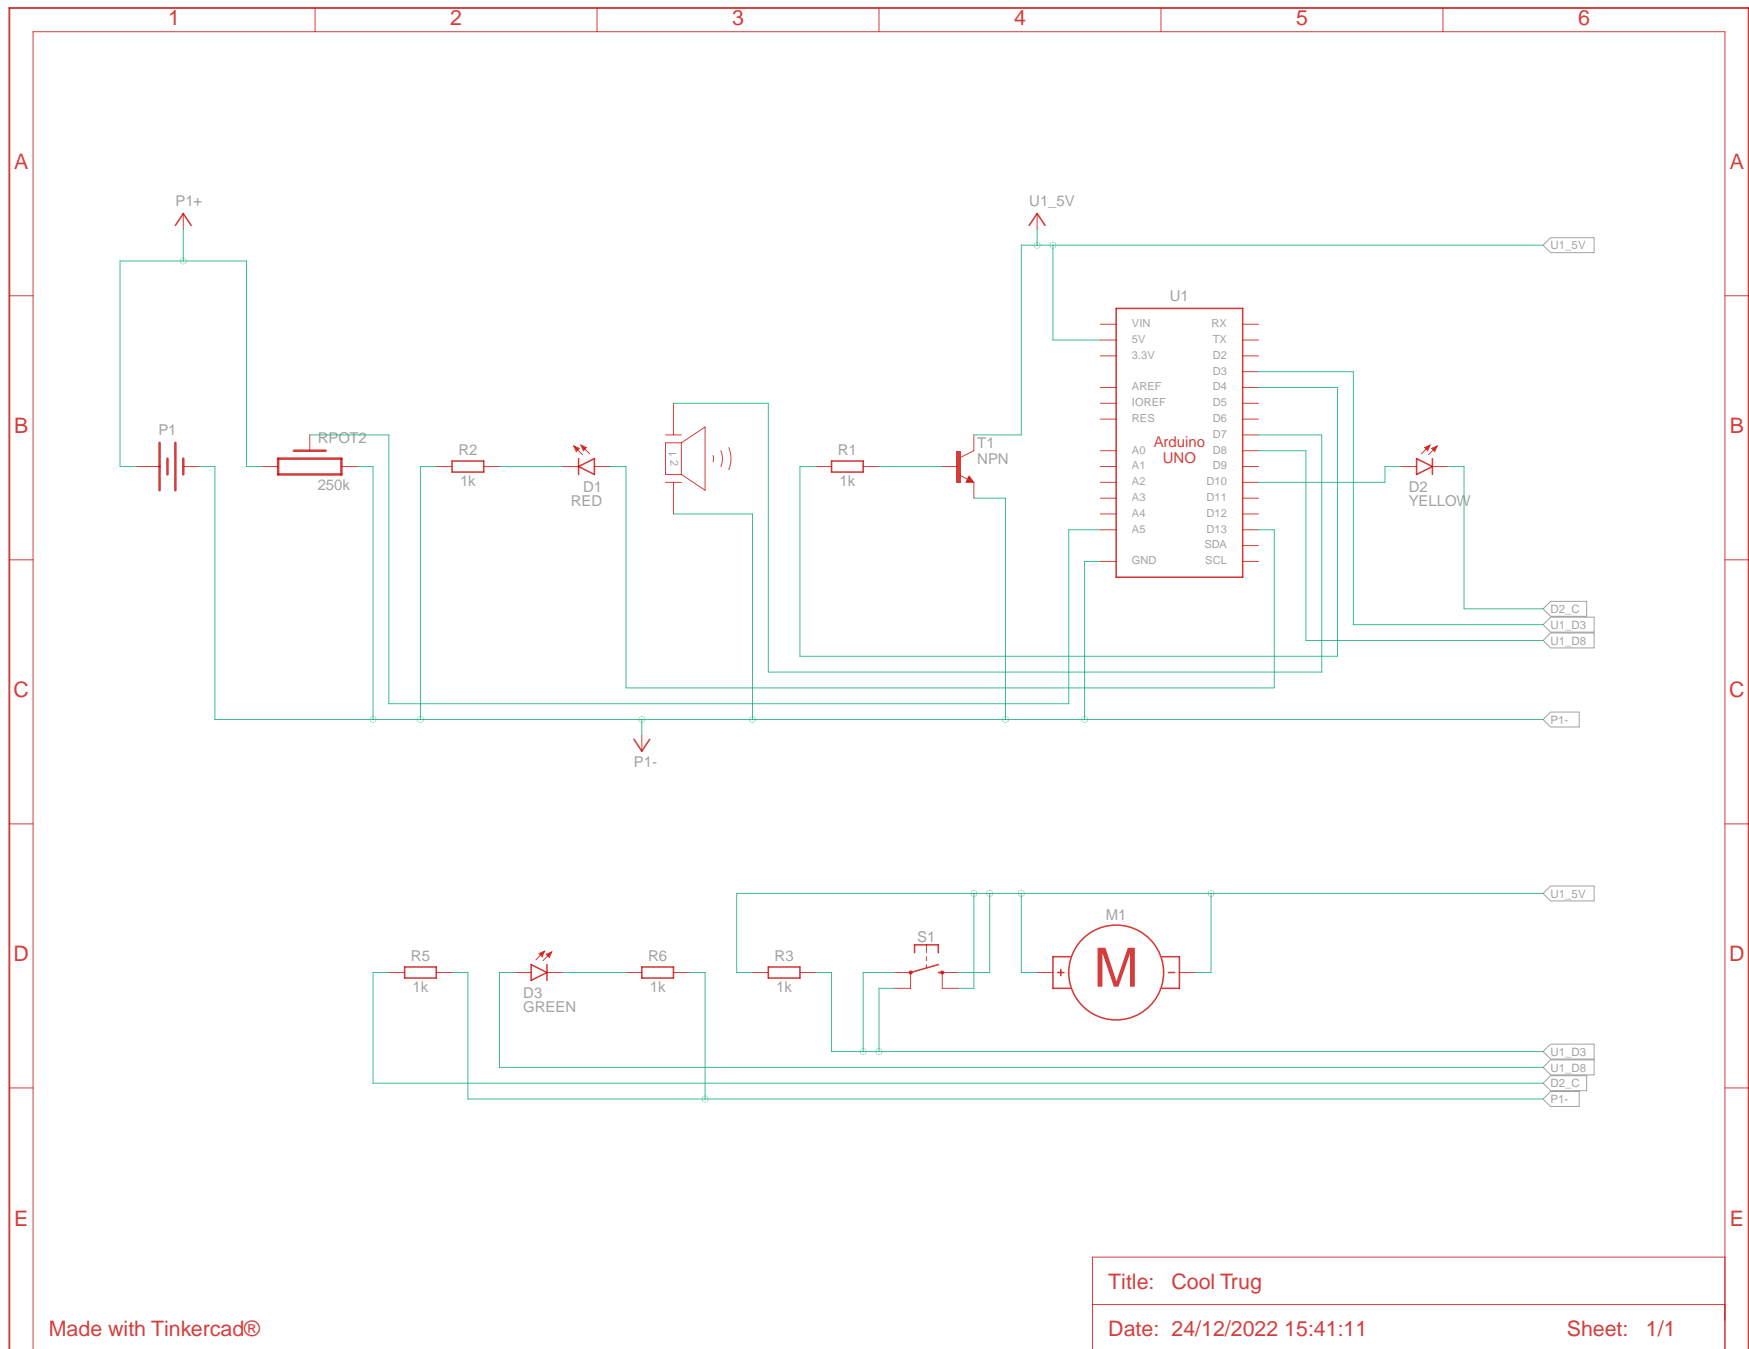 1 2 3 4 5 6
A A
P1+ U1_5V
U1_5V
U1
VIN RX
5V TX
3.3V D2
D3
AREF D4
IOREF D5
RES D6
D7
A0 D8
A1 D9
A2 D10
A3 D11
A4 D12
A5 D13
SDA
GND SCL
Arduino
UNO
B B
P1
RPOT2
250k
R2
1k
D1
RED
1 2
R1
1k
T1
NPN
D2
YELLOW
D2_C
U1_D3
U1_D8
C C
P1-
P1-
U1_5V
M1
S1
D D
R5
1k
D3
GREEN
R6
1k
R3
1k
+ M -
U1_D3
U1_D8
D2_C
P1-
E E
Title: Cool Trug
Made with Tinkercad®
Date: 24/12/2022 15:41:11 Sheet: 1/1